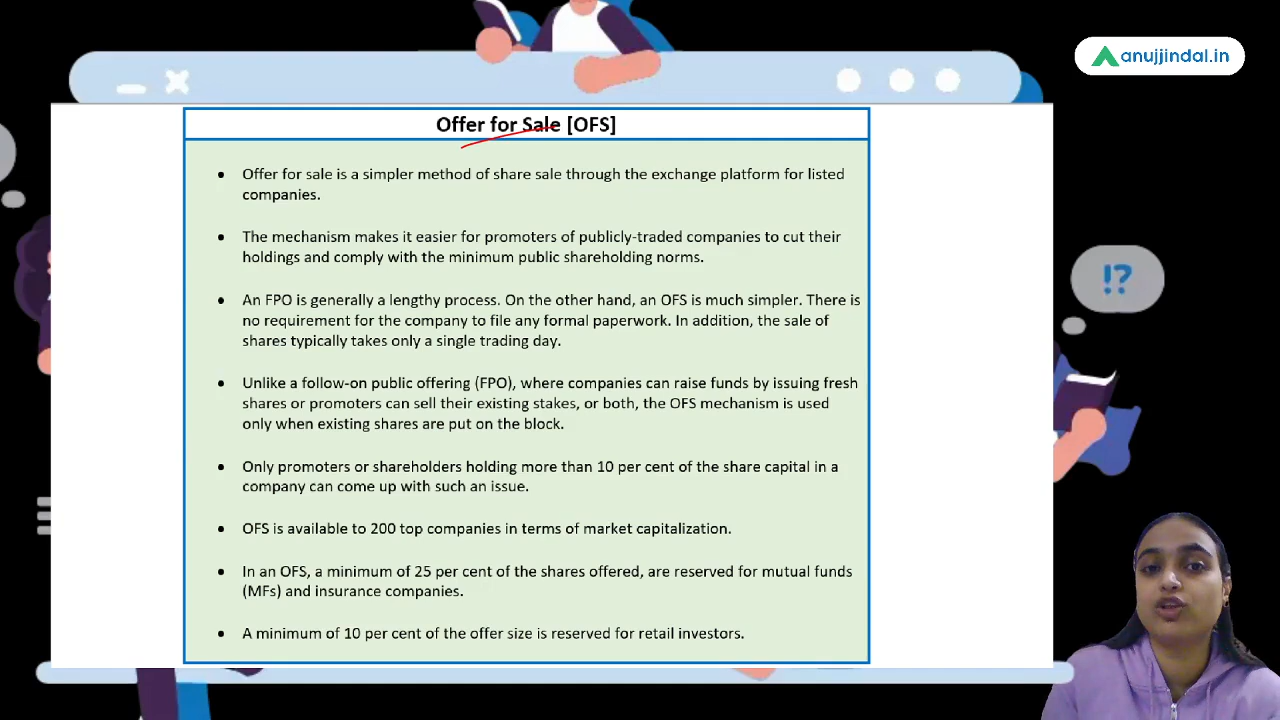 anujjindal.in
Offer for Sale [OFS]
• Offer for sale is a simpler method of share sale through the exchange platform for listed
companies.
• The mechanism makes it easier for promoters of publicly-traded companies to cut their
holdings and comply with the minimum public shareholding norms.
• An FPO is generally a lengthy process. On the other hand, an OFS is much simpler. There is
no requirement for the company to file any formal paperwork. In addition, the sale of
shares typically takes only a single trading day.
• Unlike a follow-on public offering (FPO), where companies can raise funds by issuing fresh
shares or promoters can sell their existing stakes, or both, the OFS mechanism is used
only when existing shares are put on the block.
• Only promoters or shareholders holding more than 10 per cent of the share capital in a
company can come up with such an issue.
• OFS is available to 200 top companies in terms of market capitalization.
• In an OFS, a minimum of 25 per cent of the shares offered, are reserved for mutual funds
(MFs) and insurance companies.
• A minimum of 10 per cent of the offer size is reserved for retail investors.
!?